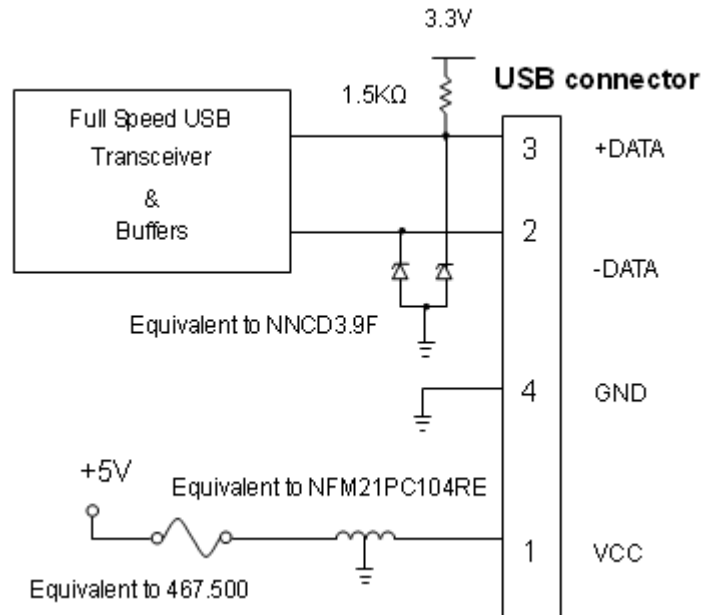 3.3V
USB connector
1.5KΩ
Full Speed USB
Transceiver
&
Buffers
3
+DATA
2
-DATA
Equivalent to NNCD3.9F
4
GND
+5V
Equivalent to NFM21PC104RE
1
VCC
Equivalent to 467.500